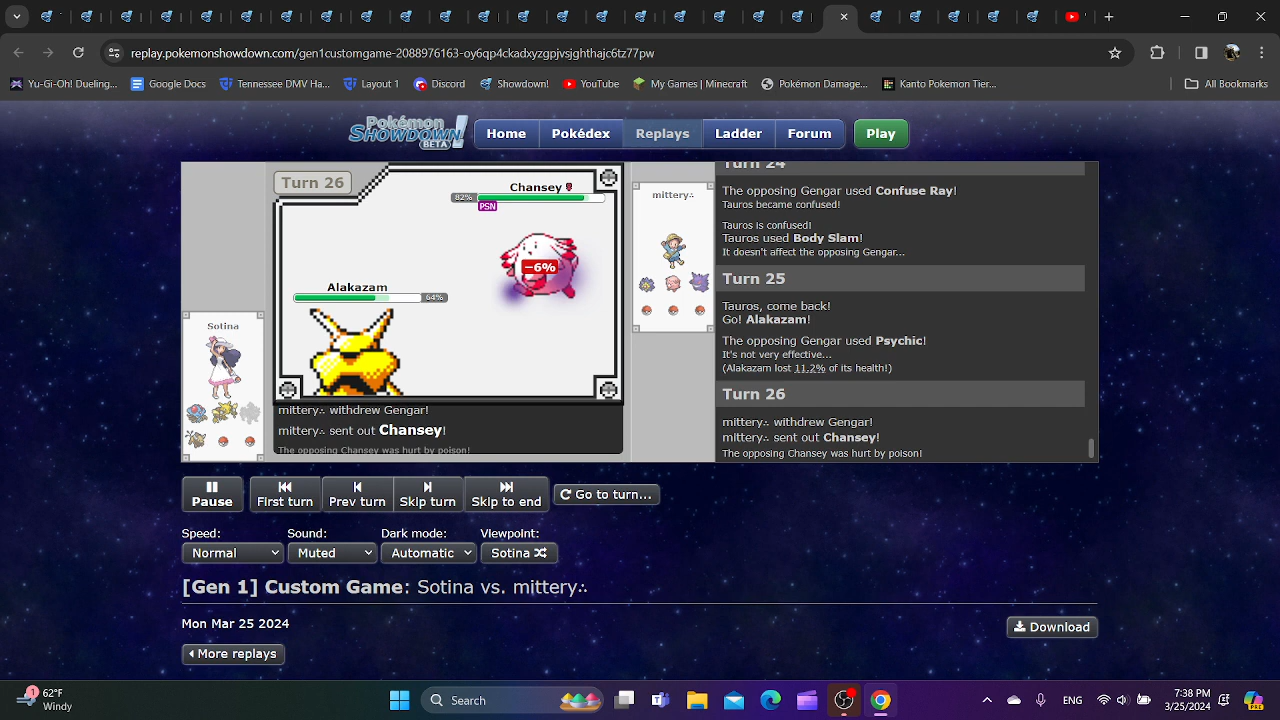 replay.pokemonshowdown.com/gen1customgame-2088976163-oy6qp4ckadxyzgpjvsjghthajc6tz77pw
Yu-Gi-Oh! Dueling...
Google Docs
Tennessee DMV Ha...
Layout 1
Discord
Showdown!
YouTube
My Games | Minecraft
Pokémon Damage...
Kanto Pokemon Tier...
All Bookmarks
Pokémon
SHOWDOWN!
BETA
Home
Pokédex
Replays
Ladder
Forum
Play
Turn 26
Chansey
82%
PSN
−6%
Alakazam
64%
Sotina
mittery∴
mittery∴ withdrew Gengar!
mittery∴ sent out Chansey!
The opposing Chansey was hurt by poison!
Turn 24
The opposing Gengar used Confuse Ray!
Tauros became confused!
Tauros is confused!
Tauros used Body Slam!
It doesn't affect the opposing Gengar...
Turn 25
Tauros, come back!
Go! Alakazam!
The opposing Gengar used Psychic!
It's not very effective...
(Alakazam lost 11.2% of its health!)
Turn 26
mittery∴ withdrew Gengar!
mittery∴ sent out Chansey!
The opposing Chansey was hurt by poison!
Pause
First turn
Prev turn
Skip turn
Skip to end
Go to turn...
Speed:
Sound:
Dark mode:
Viewpoint:
Normal
Muted
Automatic
Sotina
[Gen 1] Custom Game: Sotina vs. mittery∴
Mon Mar 25 2024
Download
More replays
1
62°F
Windy
Search
ENG
7:38 PM
3/25/2024
PRE